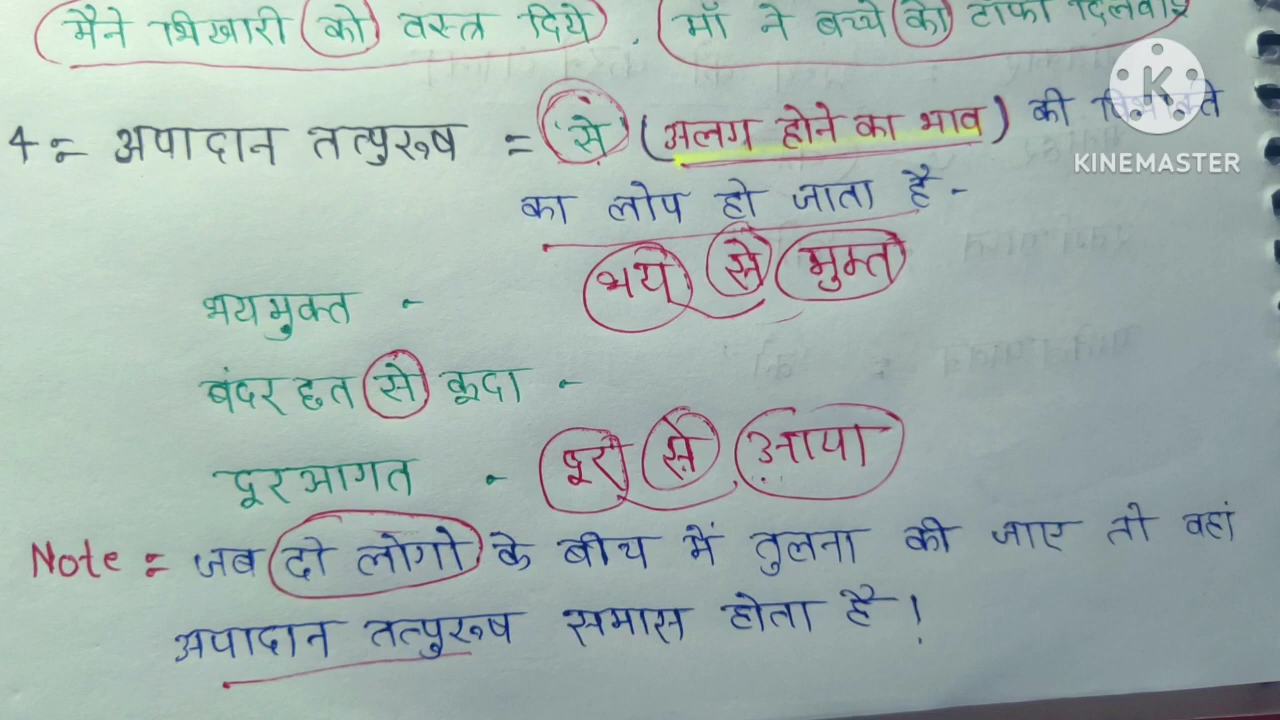 मैने भिखारी को वस्त्र दिये, माँ ने बच्चे को टॉफी दिलवाई
4 = अपादान तत्पुरुष = से (अलग होने का भाव) की
का लोप हो जाता है -
भय से मुक्त
भयमुक्त -
बंदर छत से कूदा -
दूरआगत - दूर से आया
Note = जब दो लोगो के बीच में तुलना की जाए तो वहां
अपादान तत्पुरुष समास होता है !
K
KINEMASTER